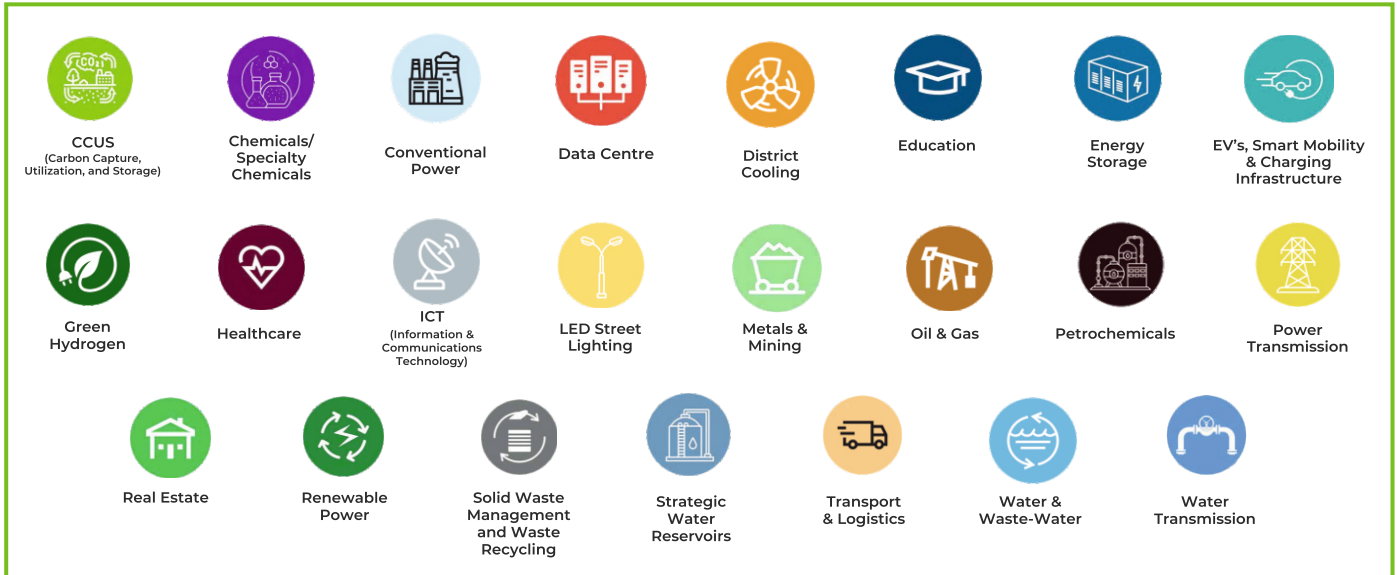 CO₂
CCUS
(Carbon Capture,
Utilization, and Storage)
Chemicals/
Specialty
Chemicals
Conventional
Power
Data Centre
District
Cooling
Education
Energy
Storage
EV's, Smart Mobility
& Charging
Infrastructure
Green
Hydrogen
Healthcare
ICT
(Information &
Communications
Technology)
LED Street
Lighting
Metals &
Mining
Oil & Gas
Petrochemicals
Power
Transmission
Real Estate
Renewable
Power
Solid Waste
Management
and Waste
Recycling
Strategic
Water
Reservoirs
Transport
& Logistics
Water &
Waste-Water
Water
Transmission